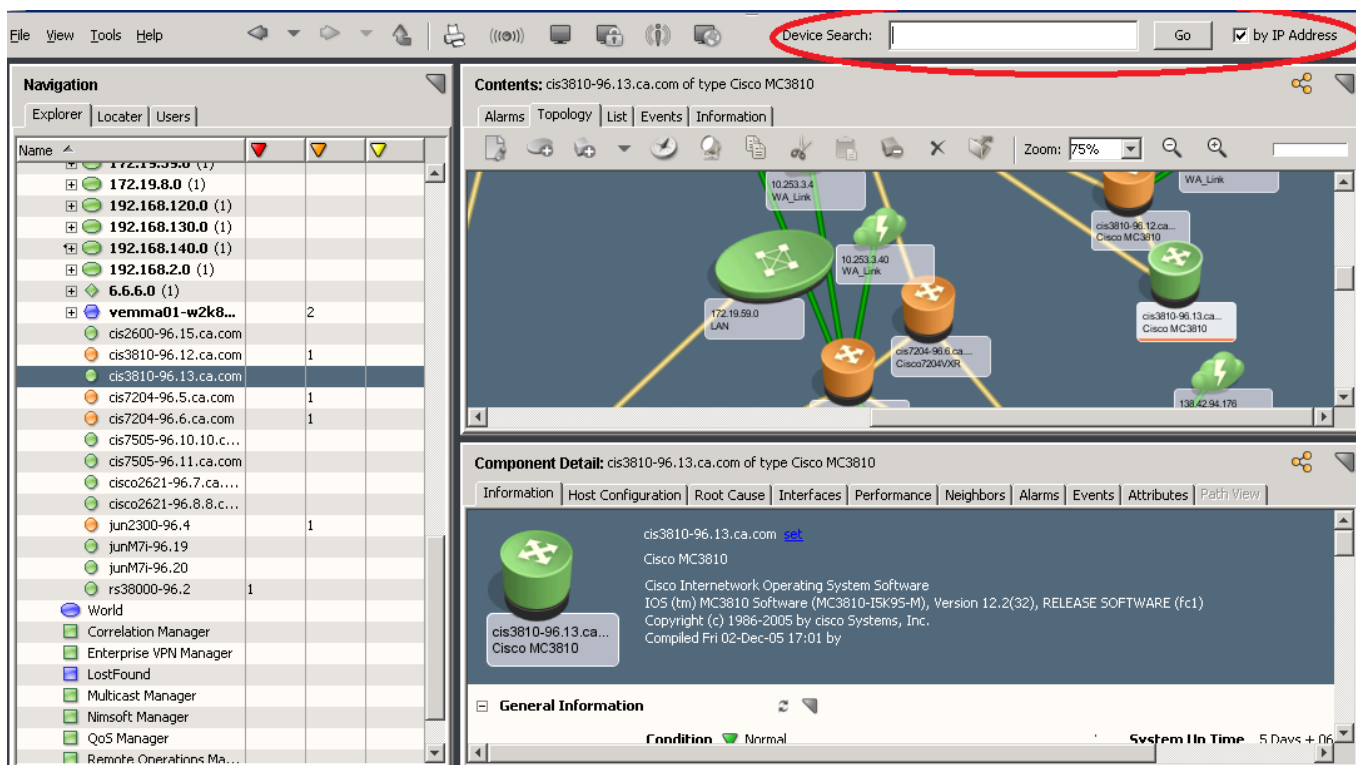 File View Tools Help
Device Search: Go by IP Address
Navigation
Explorer Locater Users
Name
172.19.59.0 (1)
172.19.8.0 (1)
192.168.120.0 (1)
192.168.130.0 (1)
192.168.140.0 (1)
192.168.2.0 (1)
6.6.6.0 (1)
vemma01-w2k8... 2
cis2600-96.15.ca.com
cis3810-96.12.ca.com 1
cis3810-96.13.ca.com
cis7204-96.5.ca.com 1
cis7204-96.6.ca.com 1
cis7505-96.10.10.c...
cis7505-96.11.ca.com
cisco2621-96.7.ca....
cisco2621-96.8.8.c...
jun2300-96.4 1
junM7i-96.19
junM7i-96.20
rs38000-96.2 1
World
Correlation Manager
Enterprise VPN Manager
LostFound
Multicast Manager
Nimsoft Manager
QoS Manager
Remote Operations Ma...
Contents: cis3810-96.13.ca.com of type Cisco MC3810
Alarms Topology List Events Information
Zoom: 75%
10.253.3.4
WA_Link
WA_Link
cis3810-96.12.ca...
Cisco MC3810
10.253.3.40
WA_Link
172.19.59.0
LAN
cis3810-96.13.ca...
Cisco MC3810
cis7204-96.6.ca....
Cisco7204VXR
138.42.94.176
Component Detail: cis3810-96.13.ca.com of type Cisco MC3810
Information Host Configuration Root Cause Interfaces Performance Neighbors Alarms Events Attributes Path View
cis3810-96.13.ca.com set
Cisco MC3810
Cisco Internetwork Operating System Software
IOS (tm) MC3810 Software (MC3810-I5K9S-M), Version 12.2(32), RELEASE SOFTWARE (fc1)
Copyright (c) 1986-2005 by cisco Systems, Inc.
Compiled Fri 02-Dec-05 17:01 by
cis3810-96.13.ca...
Cisco MC3810
General Information
Condition Normal System Up Time 5 Days + 06